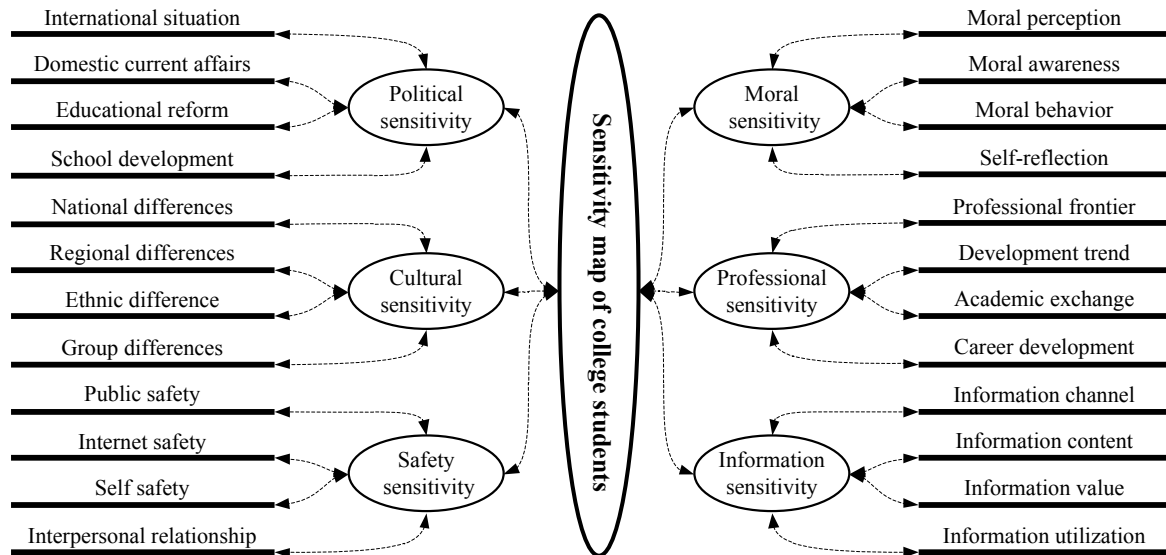 International situation
Domestic current affairs
Educational reform
School development
Political
sensitivity
National differences
Regional differences
Ethnic difference
Group differences
Cultural
sensitivity
Public safety
Internet safety
Self safety
Interpersonal relationship
Safety
sensitivity
Sensitivity map of college students
Moral
sensitivity
Moral perception
Moral awareness
Moral behavior
Self-reflection
Professional
sensitivity
Professional frontier
Development trend
Academic exchange
Career development
Information
sensitivity
Information channel
Information content
Information value
Information utilization